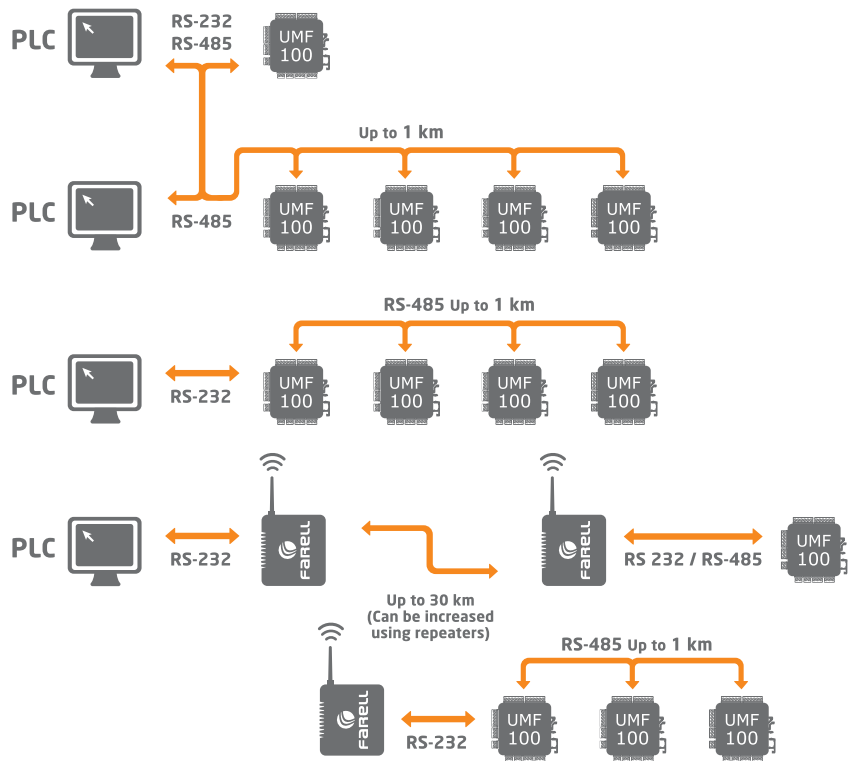 PLC
RS-232
RS-485
UMF
100
Up to 1 km
PLC
RS-485
UMF
100
UMF
100
UMF
100
UMF
100
RS-485 Up to 1 km
PLC
RS-232
UMF
100
UMF
100
UMF
100
UMF
100
PLC
RS-232
FARELL
Up to 30 km
(Can be increased
using repeaters)
FARELL
RS 232 / RS-485
UMF
100
FARELL
RS-232
RS-485 Up to 1 km
UMF
100
UMF
100
UMF
100